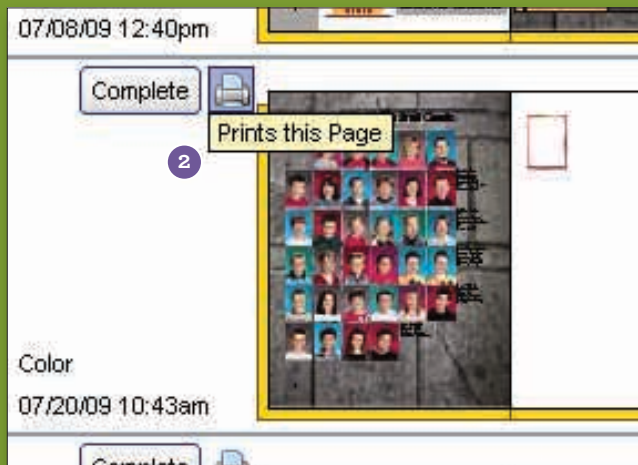 07/08/09 12:40pm
Complete
Prints this Page
2
Color
07/20/09 10:43am
Complete